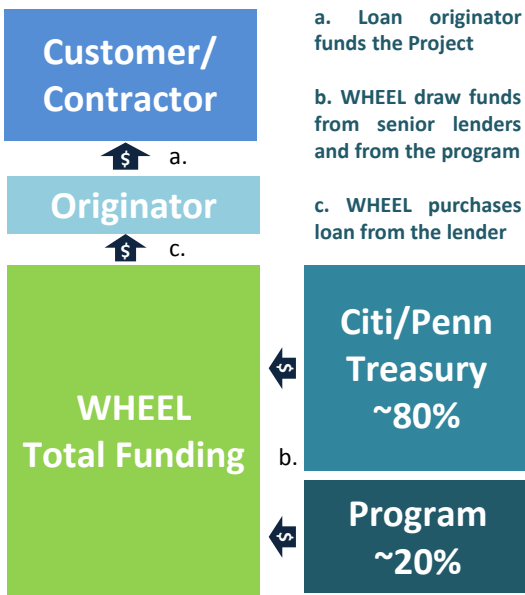 Customer/
Contractor
$
a.
Originator
$
c.
WHEEL
Total Funding
a. Loan originator
funds the Project
b. WHEEL draw funds
from senior lenders
and from the program
c. WHEEL purchases
loan from the lender
Citi/Penn
Treasury
~80%
$
b.
Program
~20%
$